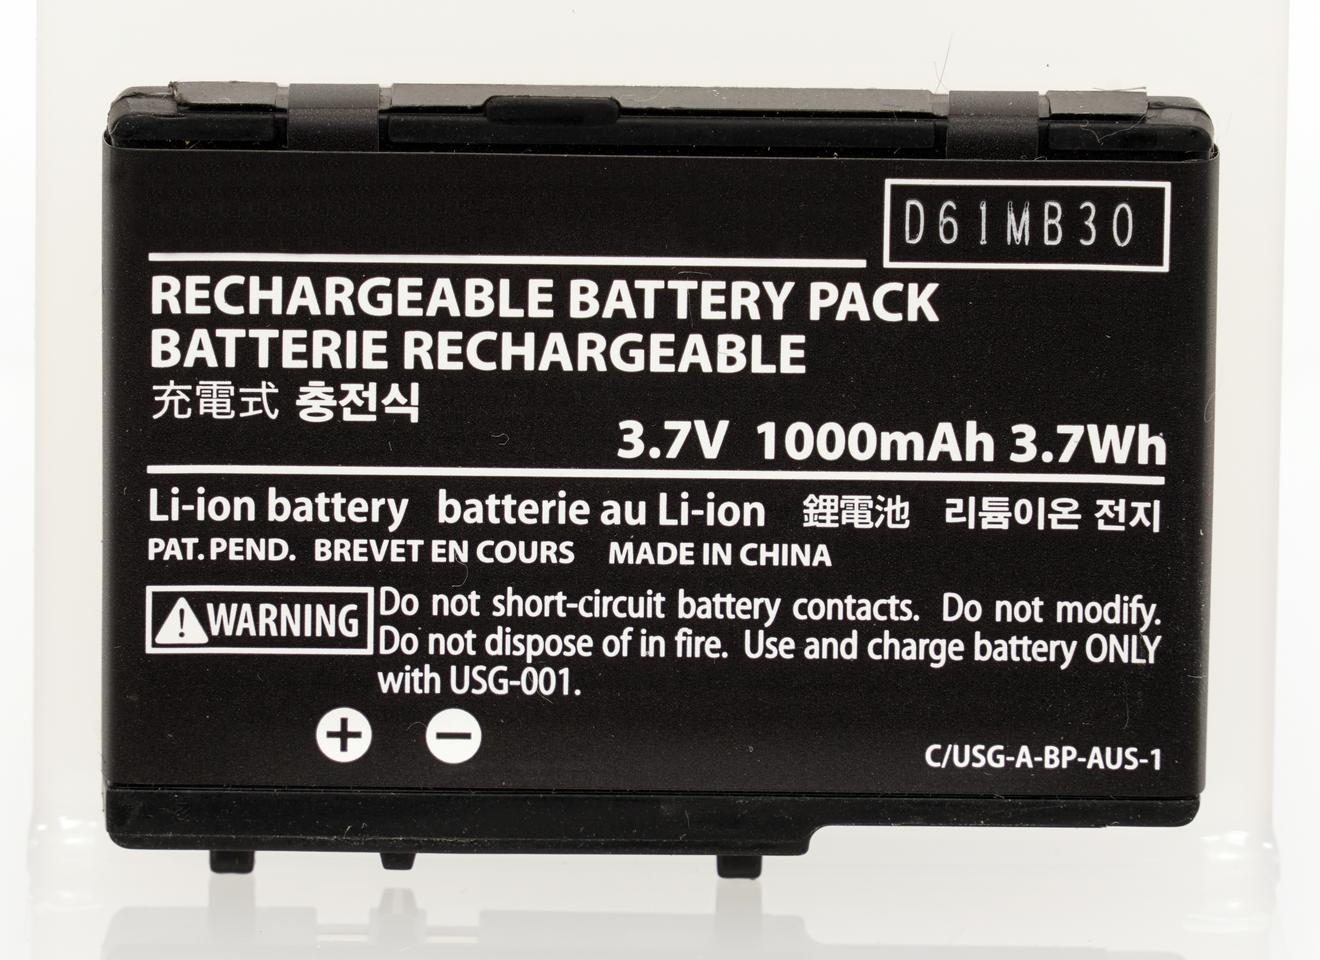 D61MB30
RECHARGEABLE BATTERY PACK
BATTERIE RECHARGEABLE
充電式 충전식
3.7V 1000mAh 3.7Wh
Li-ion battery batterie au Li-ion 鋰電池 리튬이온 전지
PAT. PEND. BREVET EN COURS MADE IN CHINA
WARNING Do not short-circuit battery contacts. Do not modify.
Do not dispose of in fire. Use and charge battery ONLY
with USG-001.
+ −
C/USG-A-BP-AUS-1